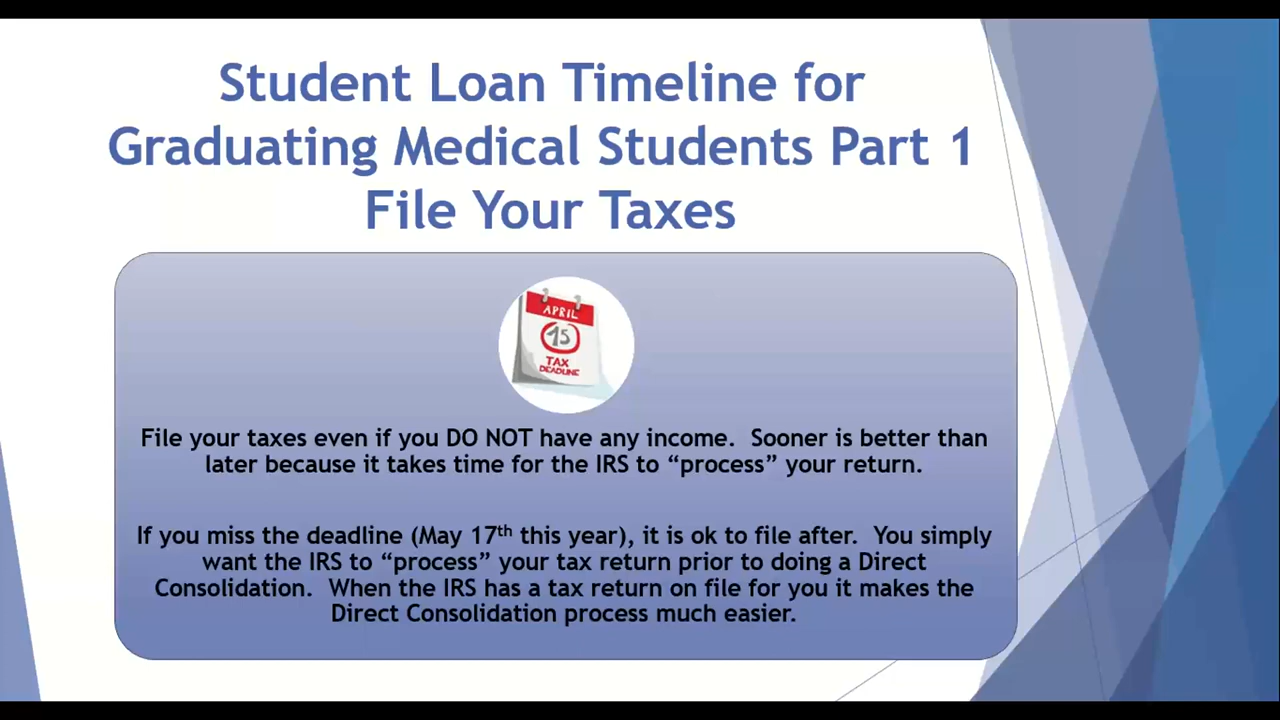 Student Loan Timeline for
Graduating Medical Students Part 1
File Your Taxes
APRIL
15
TAX
DEADLINE
File your taxes even if you DO NOT have any income.  Sooner is better than
later because it takes time for the IRS to “process” your return.
If you miss the deadline (May 17th this year), it is ok to file after.  You simply
want the IRS to “process” your tax return prior to doing a Direct
Consolidation.  When the IRS has a tax return on file for you it makes the
Direct Consolidation process much easier.